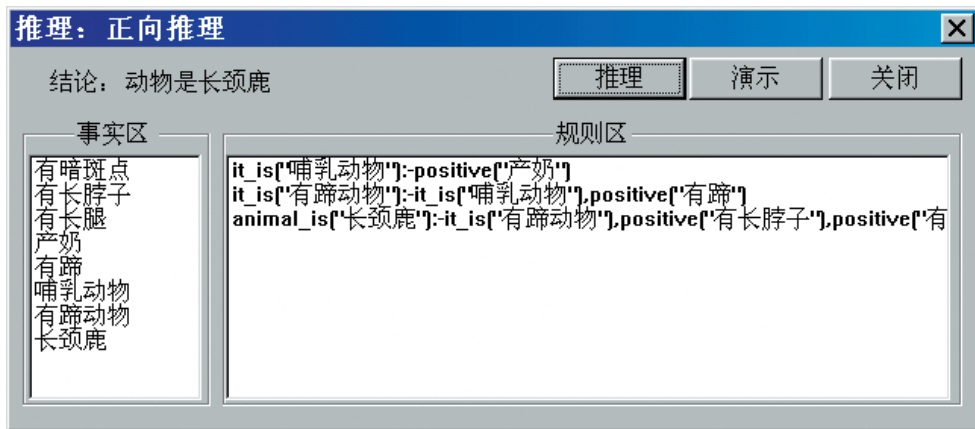 推理：正向推理
结论：动物是长颈鹿
推理
演示
关闭
事实区
有暗斑点
有长脖子
有长腿
产奶
有蹄
哺乳动物
有蹄动物
长颈鹿
规则区
it_is("哺乳动物"):-positive("产奶")
it_is("有蹄动物"):-it_is("哺乳动物"),positive("有蹄")
animal_is("长颈鹿"):-it_is("有蹄动物"),positive("有长脖子"),positive("有